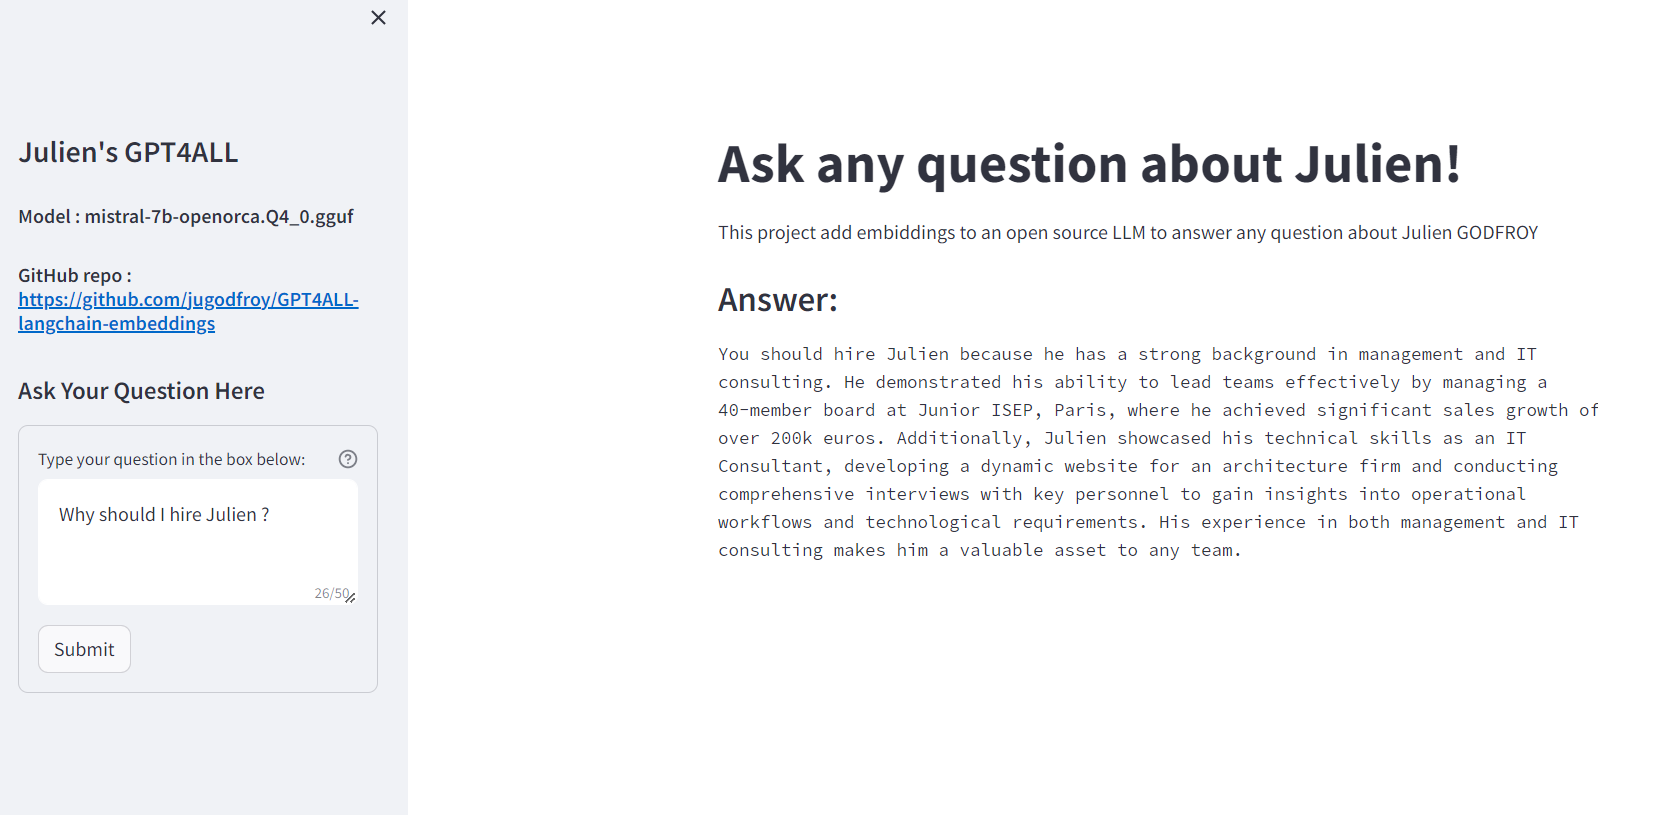 Julien's GPT4ALL
Model : mistral-7b-openorca.Q4_0.gguf
GitHub repo :
https://github.com/jugodfroy/GPT4ALL-
langchain-embeddings
Ask Your Question Here
Type your question in the box below:
Why should I hire Julien ?
26/50
Submit
Ask any question about Julien!
This project add embiddings to an open source LLM to answer any question about Julien GODFROY
Answer:
You should hire Julien because he has a strong background in management and IT
consulting. He demonstrated his ability to lead teams effectively by managing a
40-member board at Junior ISEP, Paris, where he achieved significant sales growth of
over 200k euros. Additionally, Julien showcased his technical skills as an IT
Consultant, developing a dynamic website for an architecture firm and conducting
comprehensive interviews with key personnel to gain insights into operational
workflows and technological requirements. His experience in both management and IT
consulting makes him a valuable asset to any team.